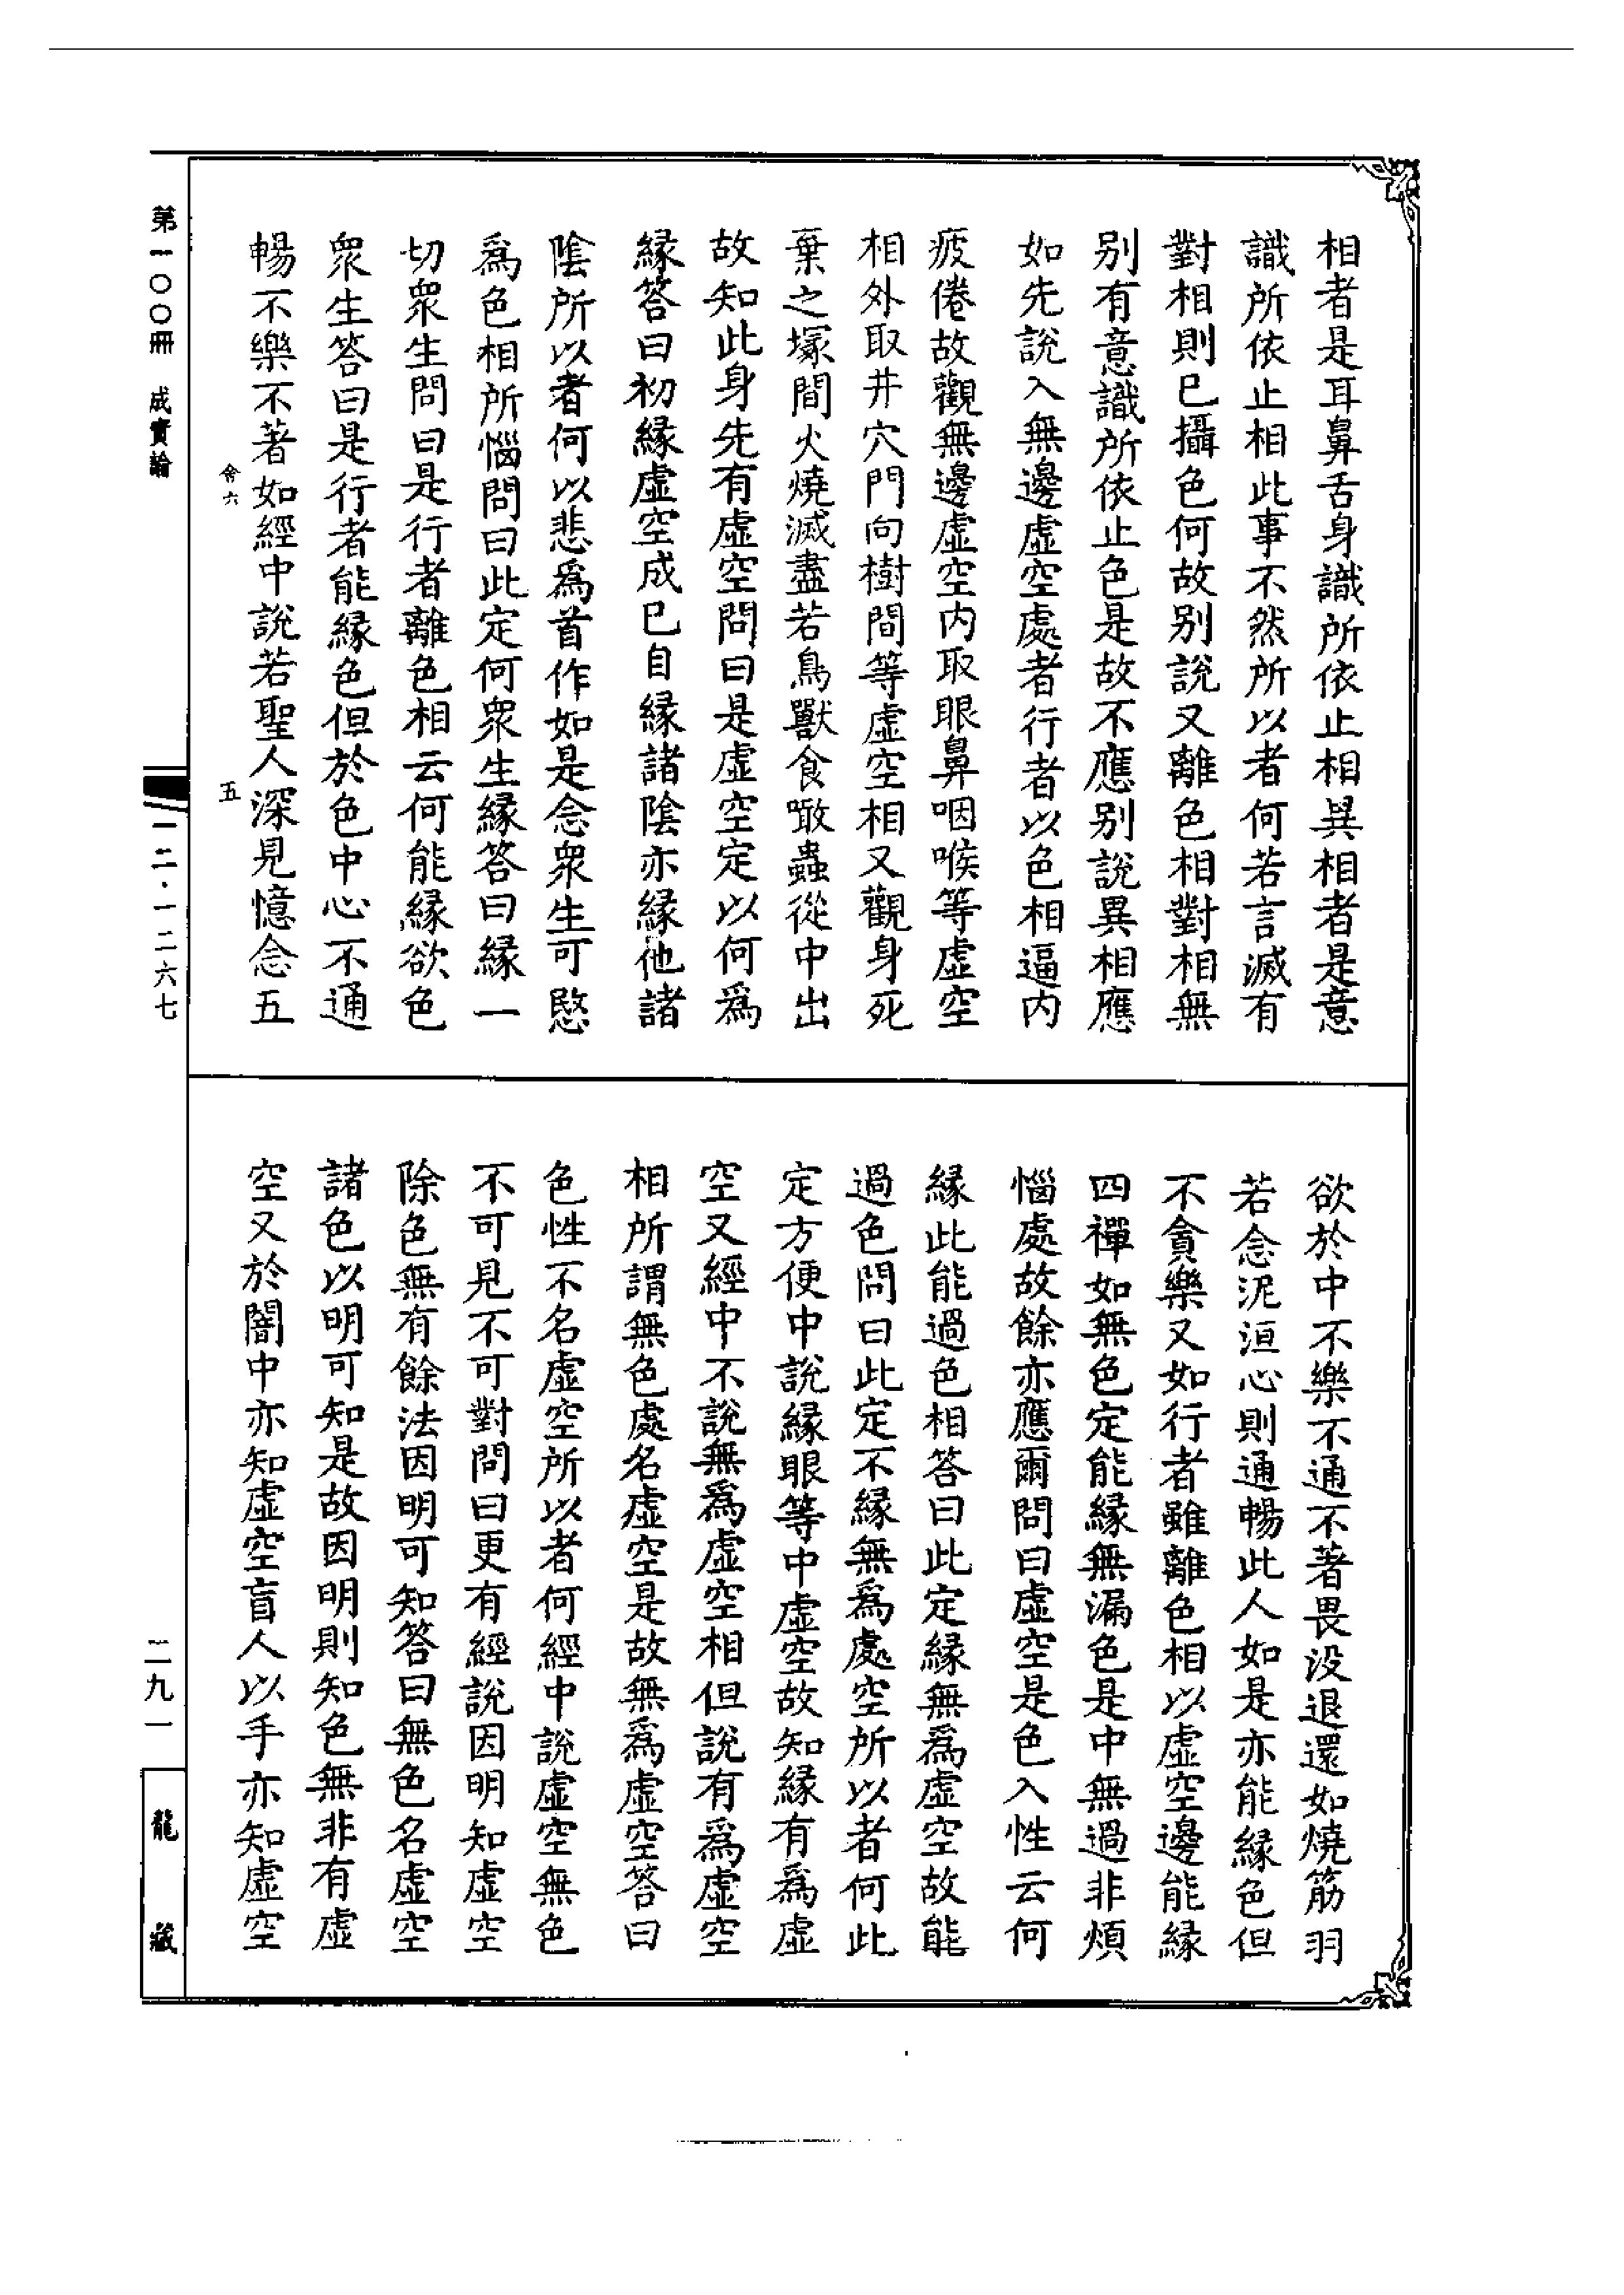 相者是耳鼻舌身識所依止相異相者是意
識所依止相此事不然所以者何若言滅有
對相則已攝色何故别說又離色相對相無
别有意識所依止色是故不應别說異相應
如先說入無邊虛空處者行者以色相逼内
疲倦故觀無邊虛空内取眼鼻咽喉等虛空
相外取井穴門向樹間等虛空相又觀身死
棄之塚間火燒滅盡若鳥獸食噉蟲從中出
故知此身先有虛空問曰是虛空定以何爲
緣答曰初緣虛空成已自緣諸陰亦緣他諸
陰所以者何以悲爲首作如是念衆生可愍
爲色相所惱問曰此定何衆生緣答曰緣一
切衆生問曰是行者離色相云何能緣欲色
衆生答曰是行者能緣色但於色中心不通
暢不樂不著如經中說若聖人深見憶念五
欲於中不樂不通不著畏没退還如燒筋羽
若念泥洹心則通暢此人如是亦能緣色但
不貪樂又如行者雖離色相以虛空邊能緣
四禪如無色定能緣無漏色是中無過非煩
惱處故餘亦應爾問曰虛空是色入性云何
緣此能過色相答曰此定緣無爲虛空故能
過色問曰此定不緣無爲處空所以者何此
定方便中說緣眼等中虛空故知緣有爲虛
空又經中不說無爲虛空相但說有爲虛空
相所謂無色處名虛空是故無爲虛空答曰
色性不名虛空所以者何經中說虛空無色
不可見不可對問曰更有經說因明知虛空
除色無有餘法因明可知答曰無色名虛空
諸色以明可知是故因明則知色無非有虛
空又於闇中亦知虛空盲人以手亦知虛空
舍六
五
第一〇〇冊　成實論
一二·一二六七
二九一
龍藏